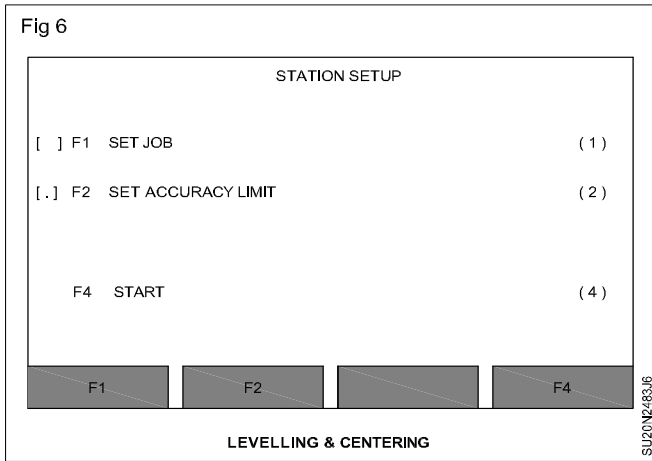 Fig 6
STATION SETUP
[ ] F1 SET JOB (1)
[.] F2 SET ACCURACY LIMIT (2)
F4 START (4)
F1 F2 F4
LEVELLING & CENTERING
SU20N2483J6